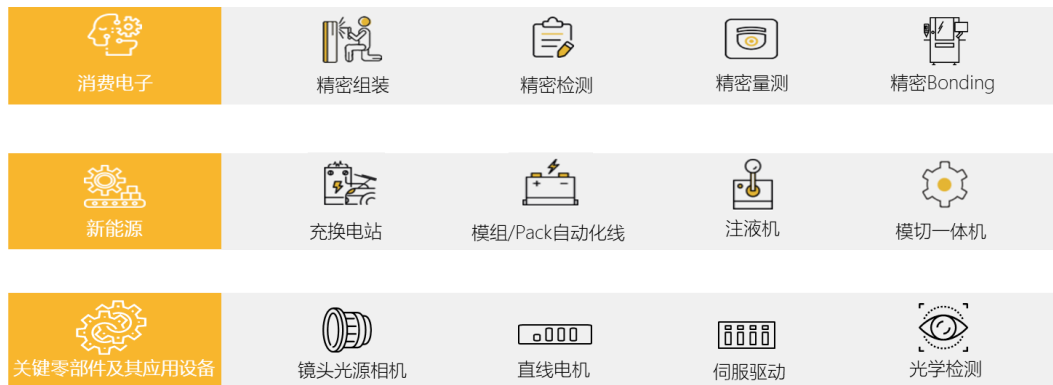 消费电子
精密组装
精密检测
精密量测
精密Bonding
新能源
充换电站
模组/Pack自动化线
注液机
模切一体机
关键零部件及其应用设备
镜头光源相机
直线电机
伺服驱动
光学检测